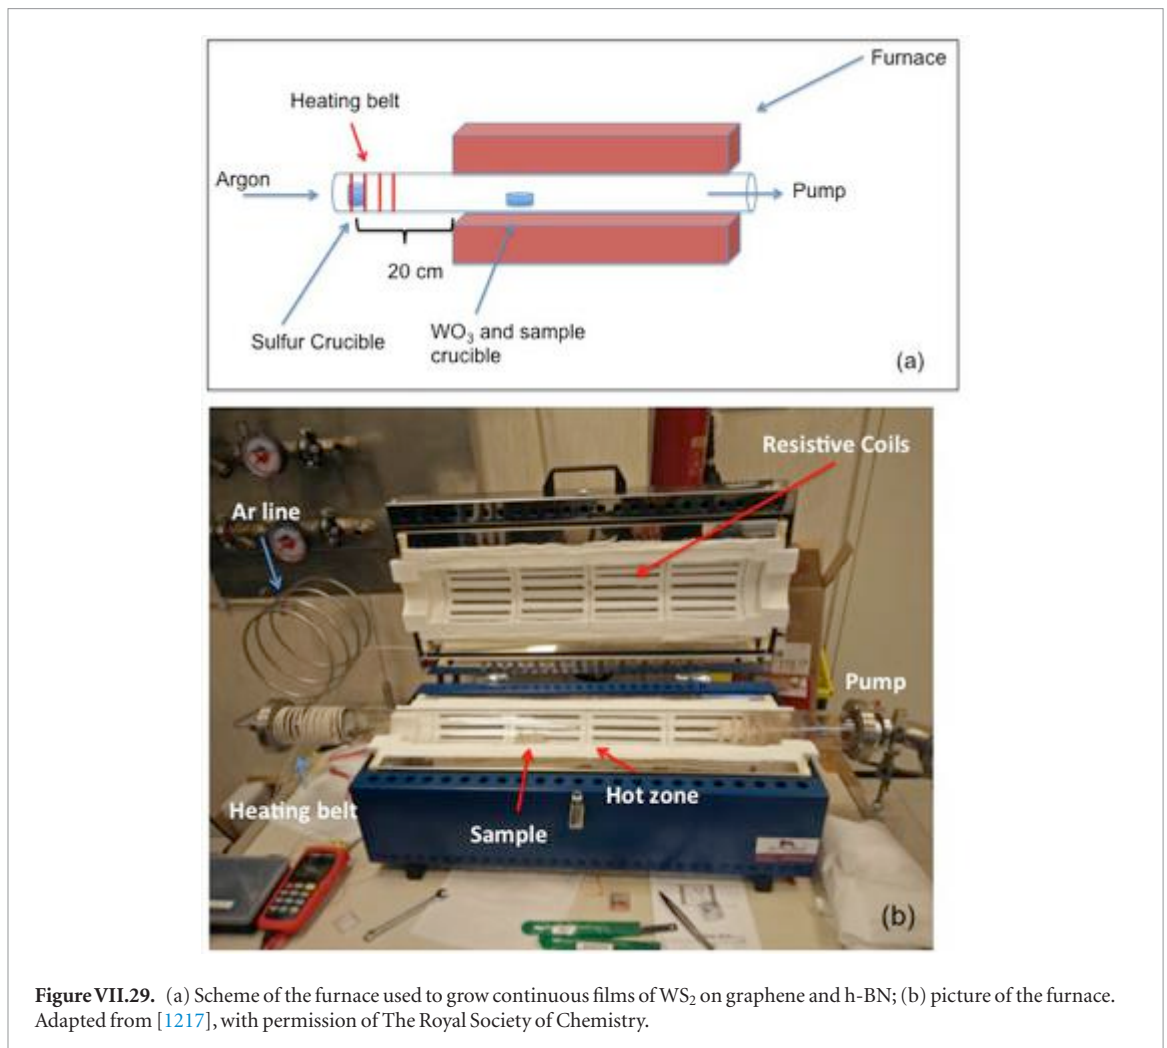 Furnace
Heating belt
Argon
Pump
20 cm
Sulfur Crucible
WO₃ and sample
crucible
(a)
Resistive Coils
Ar line
Pump
Hot zone
Heating belt
Sample
(b)
Figure VII.29. (a) Scheme of the furnace used to grow continuous films of WS₂ on graphene and h-BN; (b) picture of the furnace.
Adapted from [1217], with permission of The Royal Society of Chemistry.